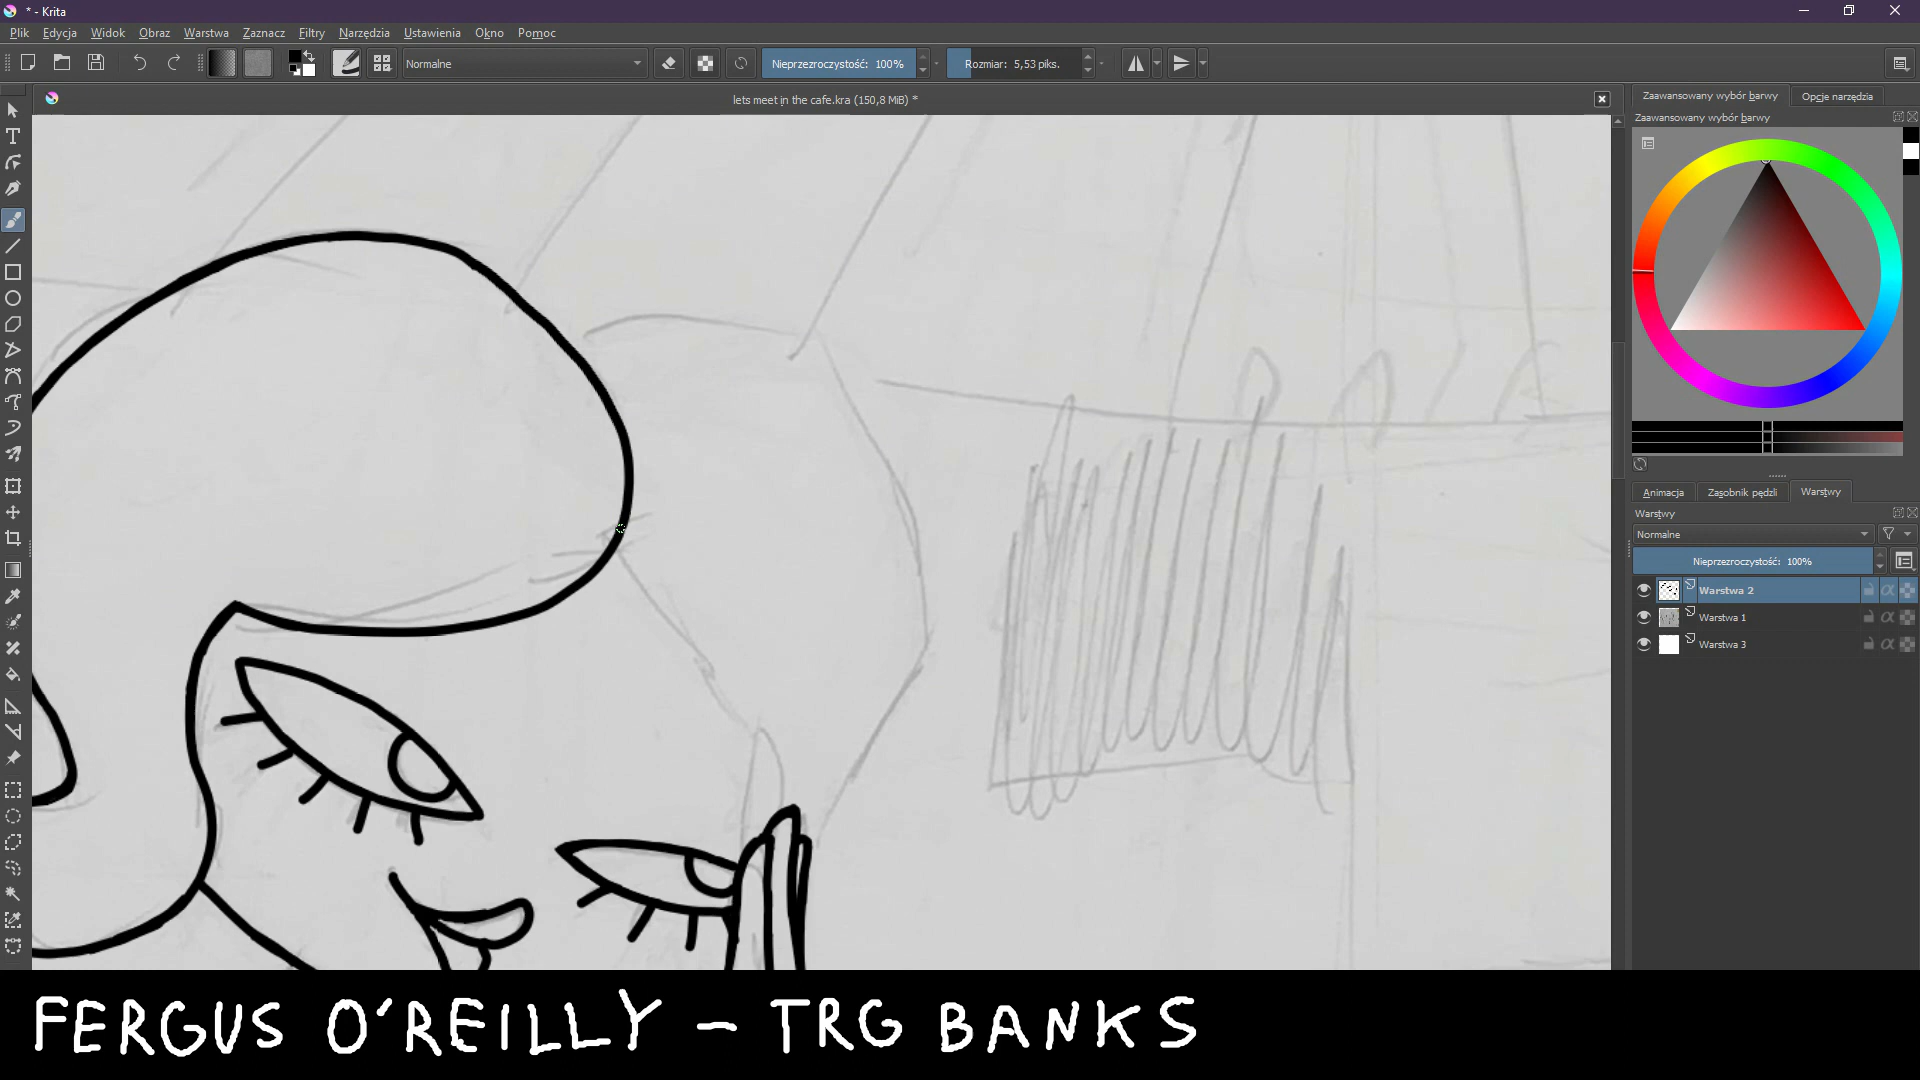 * - Krita
Plik Edycja Widok Obraz Warstwa Zaznacz Filtry Narzędzia Ustawienia Okno Pomoc
Normalne Nieprzezroczystość: 100% Rozmiar: 5,53 piks.
lets meet in the cafe.kra (150,8 MiB) *
Zaawansowany wybór barwy Opcje narzędzia
Zaawansowany wybór barwy
Animacja Zasobnik pędzli Warstwy
Warstwy
Normalne
Nieprzezroczystość: 100%
Warstwa 2
Warstwa 1
Warstwa 3
FERGUS O'REILLY - TRG BANKS